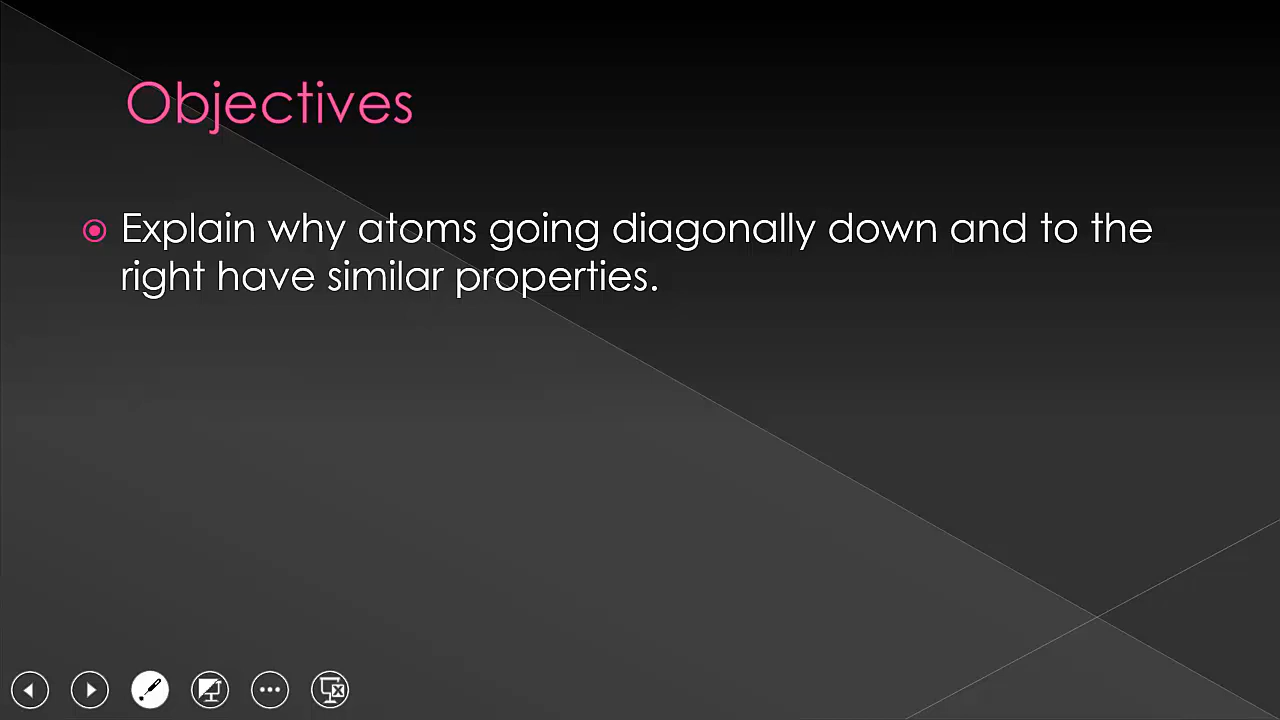 Objectives
Explain why atoms going diagonally down and to the
right have similar properties.